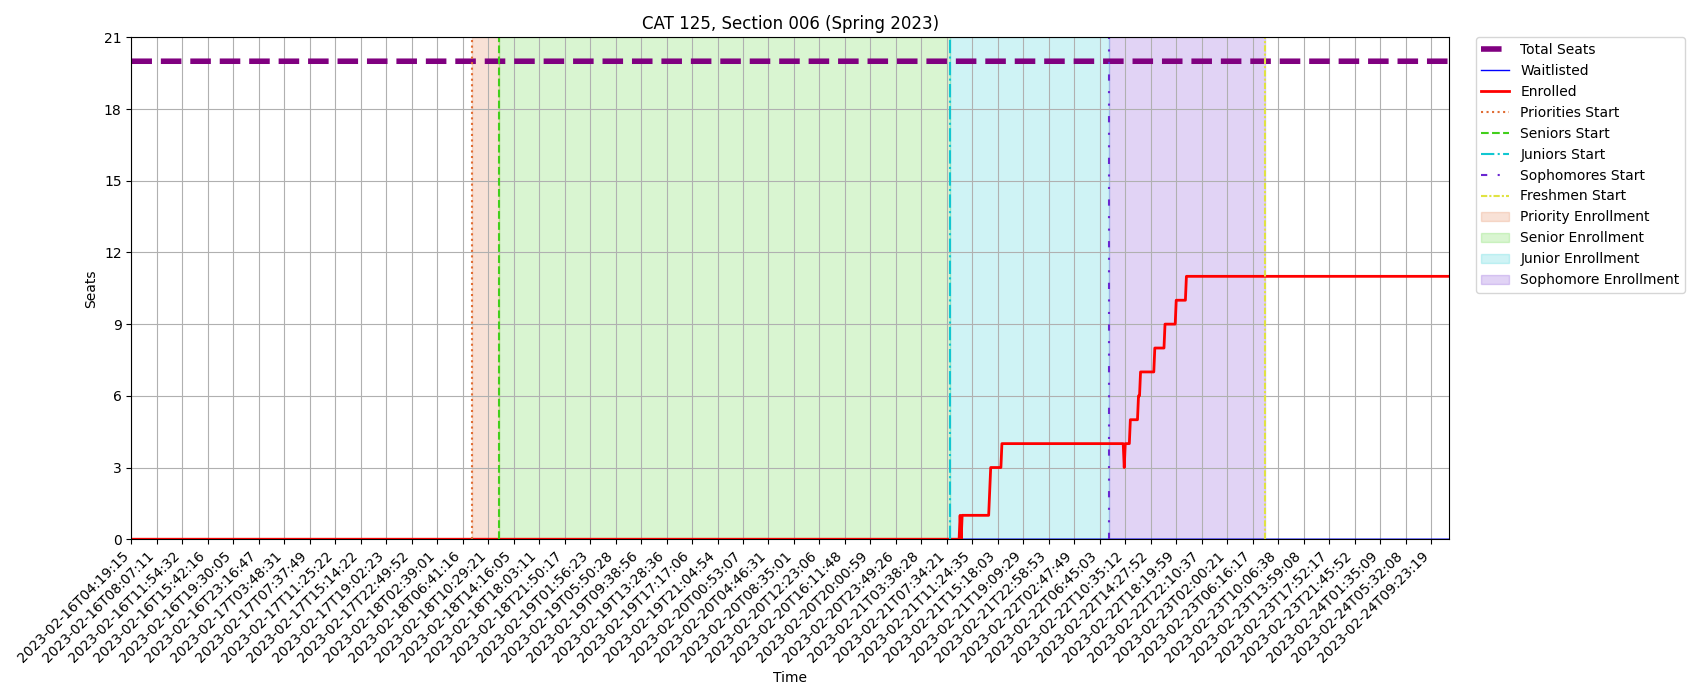 CAT 125, Section 006 (Spring 2023)
21
18
15
12
9
6
3
0
Seats
Total Seats
Waitlisted
Enrolled
Priorities Start
Seniors Start
Juniors Start
Sophomores Start
Freshmen Start
Priority Enrollment
Senior Enrollment
Junior Enrollment
Sophomore Enrollment
2023-02-16T04:19:15
2023-02-16T08:07:11
2023-02-16T11:54:32
2023-02-16T15:42:16
2023-02-16T19:30:05
2023-02-16T23:16:47
2023-02-17T03:48:31
2023-02-17T07:37:49
2023-02-17T11:25:22
2023-02-17T15:14:22
2023-02-17T19:02:23
2023-02-17T22:49:52
2023-02-18T02:39:01
2023-02-18T06:41:16
2023-02-18T10:29:21
2023-02-18T14:16:05
2023-02-18T18:03:11
2023-02-18T21:50:17
2023-02-19T01:56:23
2023-02-19T05:50:28
2023-02-19T09:38:56
2023-02-19T13:28:36
2023-02-19T17:17:06
2023-02-19T21:04:54
2023-02-20T00:53:07
2023-02-20T04:46:31
2023-02-20T08:35:01
2023-02-20T12:23:06
2023-02-20T16:11:48
2023-02-20T20:00:59
2023-02-20T23:49:26
2023-02-21T03:38:28
2023-02-21T07:34:21
2023-02-21T11:24:35
2023-02-21T15:18:03
2023-02-21T19:09:29
2023-02-21T22:58:53
2023-02-22T02:47:49
2023-02-22T06:45:03
2023-02-22T10:35:12
2023-02-22T14:27:52
2023-02-22T18:19:59
2023-02-22T22:10:37
2023-02-23T02:00:21
2023-02-23T06:16:17
2023-02-23T10:06:38
2023-02-23T13:59:08
2023-02-23T17:52:17
2023-02-23T21:45:52
2023-02-24T01:35:09
2023-02-24T05:32:08
2023-02-24T09:23:19
Time